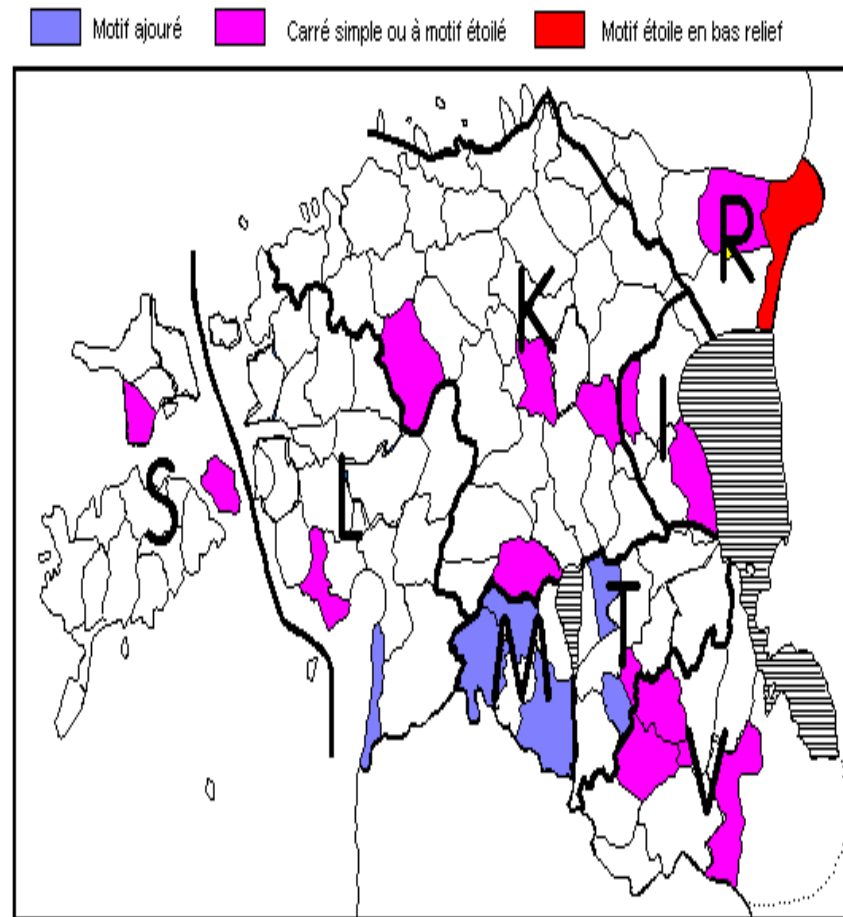 Motif ajouré
Carré simple ou à motif étoilé
Motif étoile en bas relief
R
K
I
S
L
T
M
V